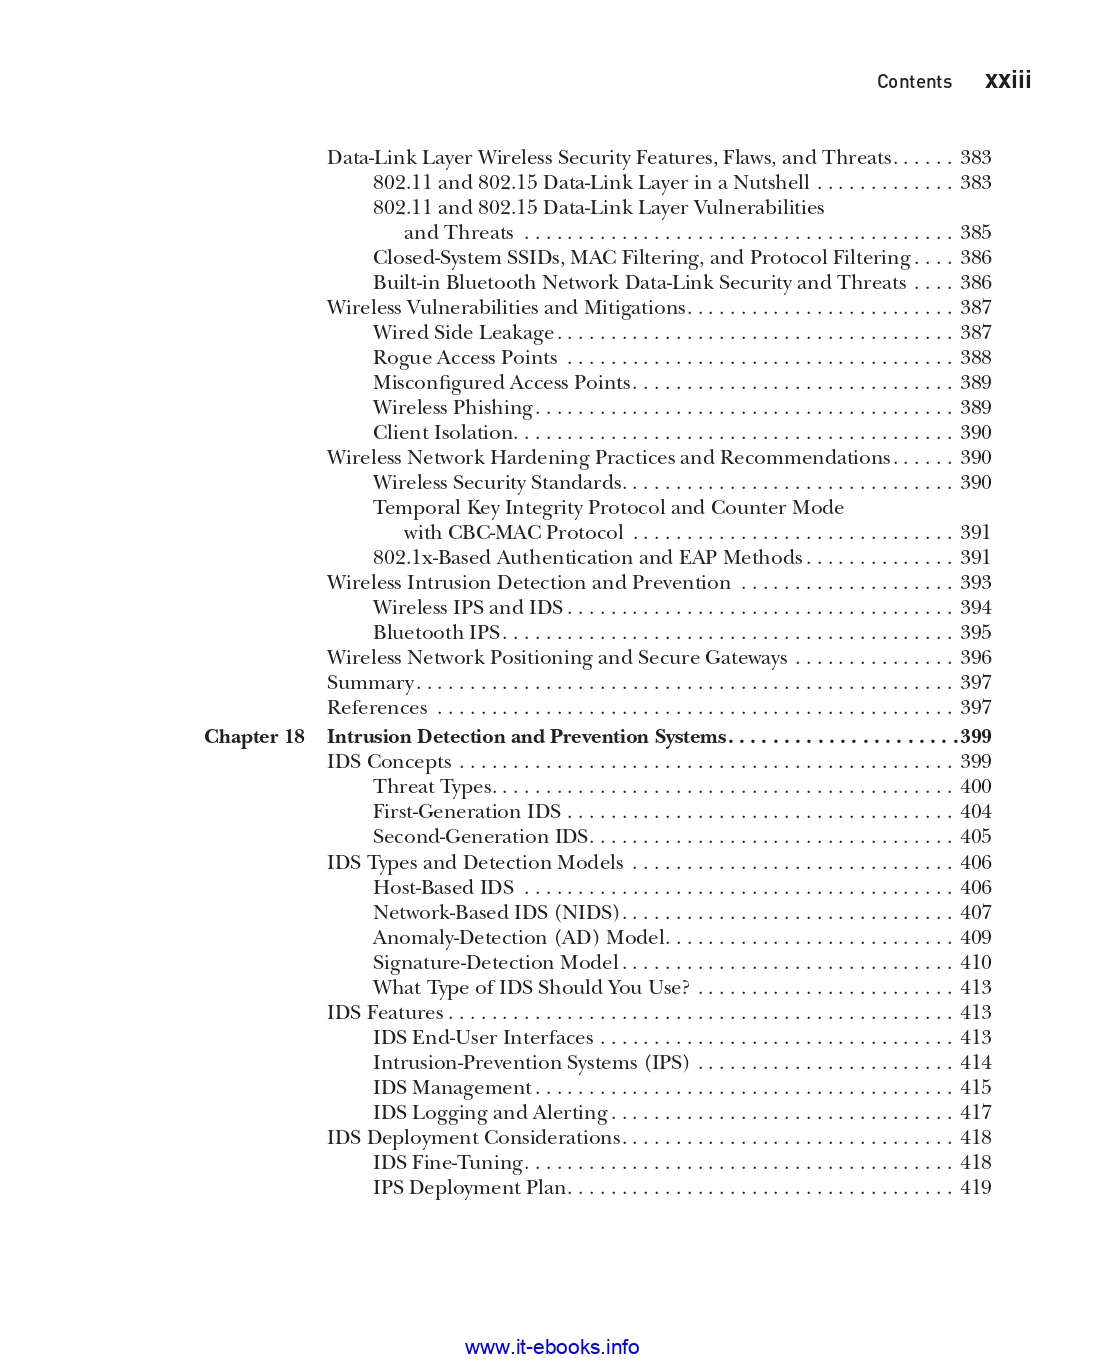 Contents xxiii
Data-Link Layer Wireless Security Features, Flaws, and Threats. . . . . . 383
802.11 and 802.15 Data-Link Layer in a Nutshell . . . . . . . . . . . . . 383
802.11 and 802.15 Data-Link Layer Vulnerabilities
and Threats . . . . . . . . . . . . . . . . . . . . . . . . . . . . . . . . . . . . . . . . 385
Closed-System SSIDs, MAC Filtering, and Protocol Filtering . . . . 386
Built-in Bluetooth Network Data-Link Security and Threats . . . . 386
Wireless Vulnerabilities and Mitigations. . . . . . . . . . . . . . . . . . . . . . . . . 387
Wired Side Leakage . . . . . . . . . . . . . . . . . . . . . . . . . . . . . . . . . . . . . 387
Rogue Access Points . . . . . . . . . . . . . . . . . . . . . . . . . . . . . . . . . . . . 388
Misconfigured Access Points. . . . . . . . . . . . . . . . . . . . . . . . . . . . . . 389
Wireless Phishing. . . . . . . . . . . . . . . . . . . . . . . . . . . . . . . . . . . . . . . 389
Client Isolation. . . . . . . . . . . . . . . . . . . . . . . . . . . . . . . . . . . . . . . . . 390
Wireless Network Hardening Practices and Recommendations . . . . . . 390
Wireless Security Standards. . . . . . . . . . . . . . . . . . . . . . . . . . . . . . . 390
Temporal Key Integrity Protocol and Counter Mode
with CBC-MAC Protocol . . . . . . . . . . . . . . . . . . . . . . . . . . . . . . 391
802.1x-Based Authentication and EAP Methods . . . . . . . . . . . . . . 391
Wireless Intrusion Detection and Prevention . . . . . . . . . . . . . . . . . . . . 393
Wireless IPS and IDS . . . . . . . . . . . . . . . . . . . . . . . . . . . . . . . . . . . . 394
Bluetooth IPS . . . . . . . . . . . . . . . . . . . . . . . . . . . . . . . . . . . . . . . . . . 395
Wireless Network Positioning and Secure Gateways . . . . . . . . . . . . . . . 396
Summary . . . . . . . . . . . . . . . . . . . . . . . . . . . . . . . . . . . . . . . . . . . . . . . . . . 397
References . . . . . . . . . . . . . . . . . . . . . . . . . . . . . . . . . . . . . . . . . . . . . . . . 397
Chapter 18 Intrusion Detection and Prevention Systems. . . . . . . . . . . . . . . . . . . . .399
IDS Concepts . . . . . . . . . . . . . . . . . . . . . . . . . . . . . . . . . . . . . . . . . . . . . . 399
Threat Types. . . . . . . . . . . . . . . . . . . . . . . . . . . . . . . . . . . . . . . . . . . 400
First-Generation IDS . . . . . . . . . . . . . . . . . . . . . . . . . . . . . . . . . . . . 404
Second-Generation IDS. . . . . . . . . . . . . . . . . . . . . . . . . . . . . . . . . . 405
IDS Types and Detection Models . . . . . . . . . . . . . . . . . . . . . . . . . . . . . . 406
Host-Based IDS . . . . . . . . . . . . . . . . . . . . . . . . . . . . . . . . . . . . . . . . 406
Network-Based IDS (NIDS). . . . . . . . . . . . . . . . . . . . . . . . . . . . . . . 407
Anomaly-Detection (AD) Model. . . . . . . . . . . . . . . . . . . . . . . . . . . 409
Signature-Detection Model . . . . . . . . . . . . . . . . . . . . . . . . . . . . . . . 410
What Type of IDS Should You Use? . . . . . . . . . . . . . . . . . . . . . . . . 413
IDS Features . . . . . . . . . . . . . . . . . . . . . . . . . . . . . . . . . . . . . . . . . . . . . . . 413
IDS End-User Interfaces . . . . . . . . . . . . . . . . . . . . . . . . . . . . . . . . . 413
Intrusion-Prevention Systems (IPS) . . . . . . . . . . . . . . . . . . . . . . . . 414
IDS Management . . . . . . . . . . . . . . . . . . . . . . . . . . . . . . . . . . . . . . . 415
IDS Logging and Alerting . . . . . . . . . . . . . . . . . . . . . . . . . . . . . . . . 417
IDS Deployment Considerations. . . . . . . . . . . . . . . . . . . . . . . . . . . . . . . 418
IDS Fine-Tuning. . . . . . . . . . . . . . . . . . . . . . . . . . . . . . . . . . . . . . . . 418
IPS Deployment Plan. . . . . . . . . . . . . . . . . . . . . . . . . . . . . . . . . . . . 419
www.it-ebooks.info